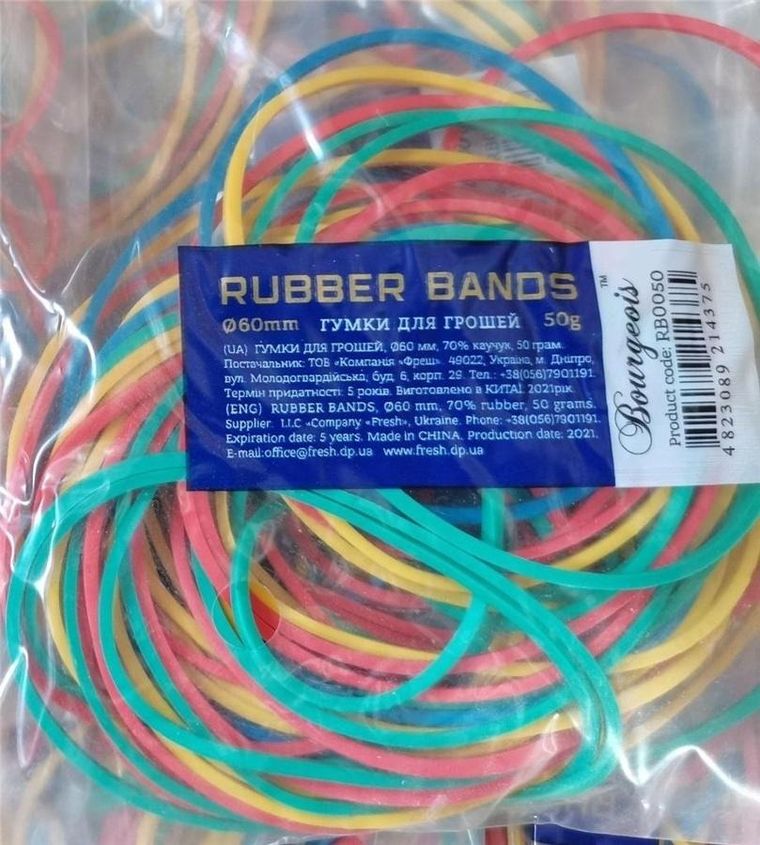 RUBBER BANDS
Ø60mm ГУМКИ ДЛЯ ГРОШЕЙ 50g
(UA) ГУМКИ ДЛЯ ГРОШЕЙ, Ø60 мм, 70% каучук, 50 грам.
Постачальник: ТОВ «Компанія «Фреш». 49022, Україна, м. Дніпро,
вул. Молодогвардійська, буд. 6, корп. 29. Тел.: +38(056)7901191.
Термін придатності: 5 років. Виготовлено в КИТАЇ. 2021рік.
(ENG) RUBBER BANDS, Ø60 mm, 70% rubber, 50 grams.
Supplier: LLC «Company «Fresh», Ukraine. Phone: +38(056)7901191.
Expiration date: 5 years. Made in CHINA. Production date: 2021.
E-mail:office@fresh.dp.ua www.fresh.dp.ua
Bourgeois™
Product code: RB0050
4 823089 214375